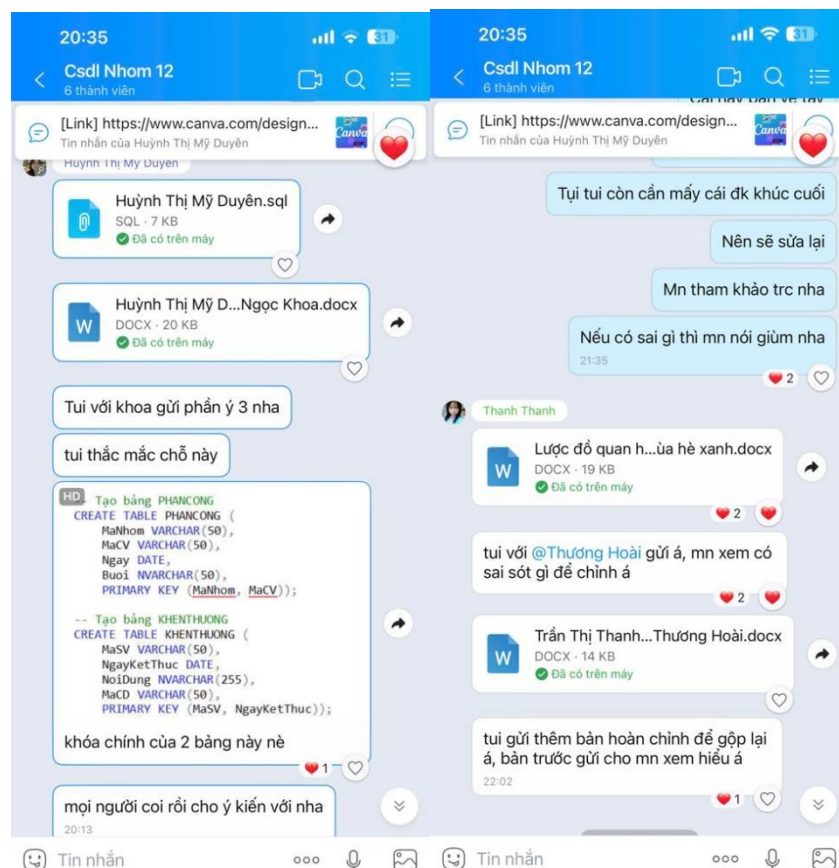 20:35
31
Csdl Nhom 12
6 thành viên
[Link] https://www.canva.com/design...
Tin nhắn của Huỳnh Thị Mỹ Duyên
Canva
Huỳnh Thị Mỹ Duyên
Huỳnh Thị Mỹ Duyên.sql
SQL - 7 KB
Đã có trên máy
Huỳnh Thị Mỹ D...Ngọc Khoa.docx
W
DOCX - 20 KB
Đã có trên máy
Tui với khoa gửi phần ý 3 nha
tui thắc mắc chỗ này
HD
Tạo bảng PHANCONG
CREATE TABLE PHANCONG (
MaNhom VARCHAR(50),
MaCV VARCHAR(50),
Ngay DATE,
Buoi NVARCHAR(50),
PRIMARY KEY (MaNhom, MaCV));
-- Tạo bảng KHENTHUONG
CREATE TABLE KHENTHUONG (
MaSV VARCHAR(50),
NgayKetThuc DATE,
NoiDung NVARCHAR(255),
MaCD VARCHAR(50),
PRIMARY KEY (MaSV, NgayKetThuc));
khóa chính của 2 bảng này nè
1
mọi người coi rồi cho ý kiến với nha
20:13
Tin nhắn
20:35
31
Csdl Nhom 12
6 thành viên
[Link] https://www.canva.com/design...
Tin nhắn của Huỳnh Thị Mỹ Duyên
Canva
Tụi tui còn cần mấy cái đk khúc cuối
Nên sẽ sửa lại
Mn tham khảo trc nha
Nếu có sai gì thì mn nói giùm nha
21:35
2
Thanh Thanh
Lược đồ quan h...ùa hè xanh.docx
W
DOCX - 19 KB
Đã có trên máy
2
tui với @Thương Hoài gửi á, mn xem có
sai sót gì để chỉnh á
2
Trần Thị Thanh...Thương Hoài.docx
W
DOCX - 14 KB
Đã có trên máy
tui gửi thêm bản hoàn chỉnh để gộp lại
á, bản trước gửi cho mn xem hiểu á
22:02
1
Tin nhắn